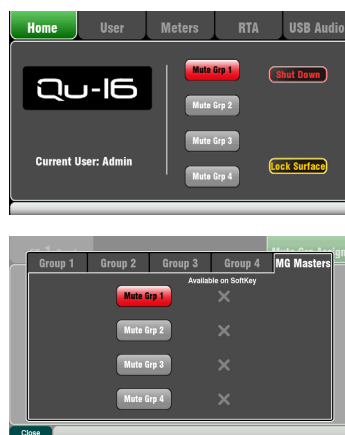 Home User Meters RTA USB Audio
Mute Grp 1
Shut Down
Qu-16
Mute Grp 2
Mute Grp 3
Current User: Admin
Lock Surface
Mute Grp 4
Group 1 Group 2 Group 3 Group 4 MG Masters
Available on SoftKey
Mute Grp 1
Mute Grp 2
Mute Grp 3
Mute Grp 4
Close